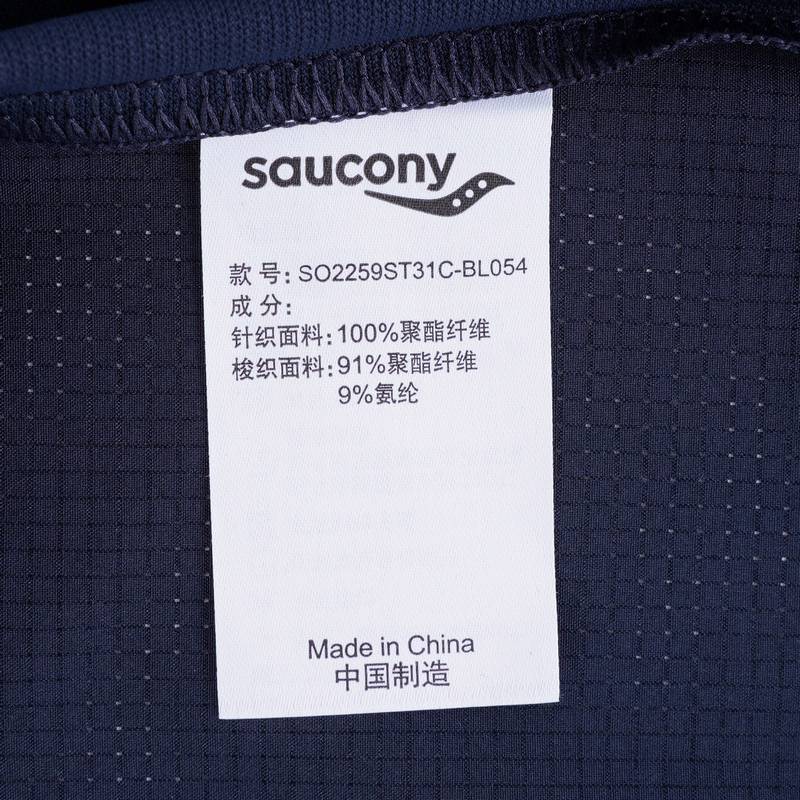 saucony
款 号: SO2259ST31C-BL054
成 分:
针织面料: 100%聚酯纤维
梭织面料: 91%聚酯纤维
9%氨纶
Made in China
中国制造